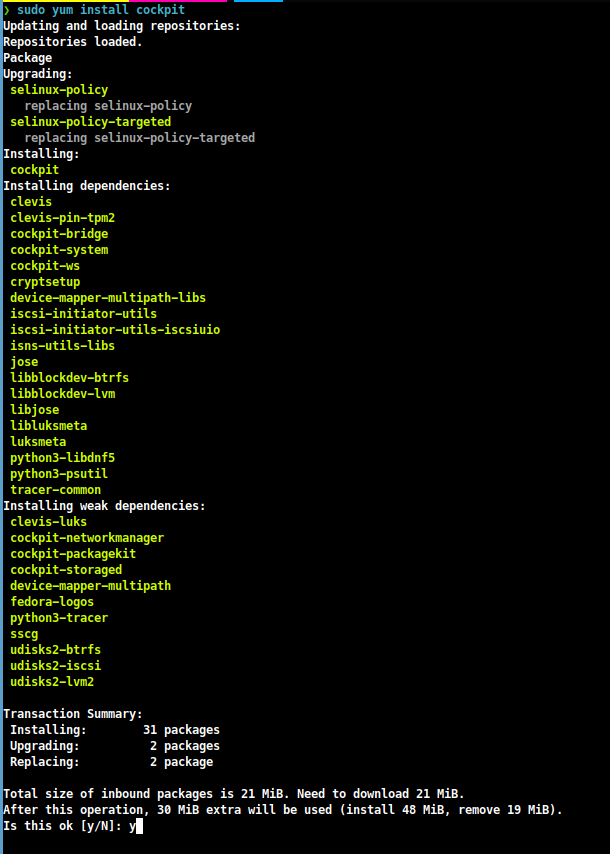 ❯ sudo yum install cockpit
Updating and loading repositories:
Repositories loaded.
Package
Upgrading:
selinux-policy
replacing selinux-policy
selinux-policy-targeted
replacing selinux-policy-targeted
Installing:
cockpit
Installing dependencies:
clevis
clevis-pin-tpm2
cockpit-bridge
cockpit-system
cockpit-ws
cryptsetup
device-mapper-multipath-libs
iscsi-initiator-utils
iscsi-initiator-utils-iscsiuio
isns-utils-libs
jose
libblockdev-btrfs
libblockdev-lvm
libjose
libluksmeta
luksmeta
python3-libdnf5
python3-psutil
tracer-common
Installing weak dependencies:
clevis-luks
cockpit-networkmanager
cockpit-packagekit
cockpit-storaged
device-mapper-multipath
fedora-logos
python3-tracer
sscg
udisks2-btrfs
udisks2-iscsi
udisks2-lvm2
Transaction Summary:
Installing: 31 packages
Upgrading: 2 packages
Replacing: 2 package
Total size of inbound packages is 21 MiB. Need to download 21 MiB.
After this operation, 30 MiB extra will be used (install 48 MiB, remove 19 MiB).
Is this ok [y/N]: y